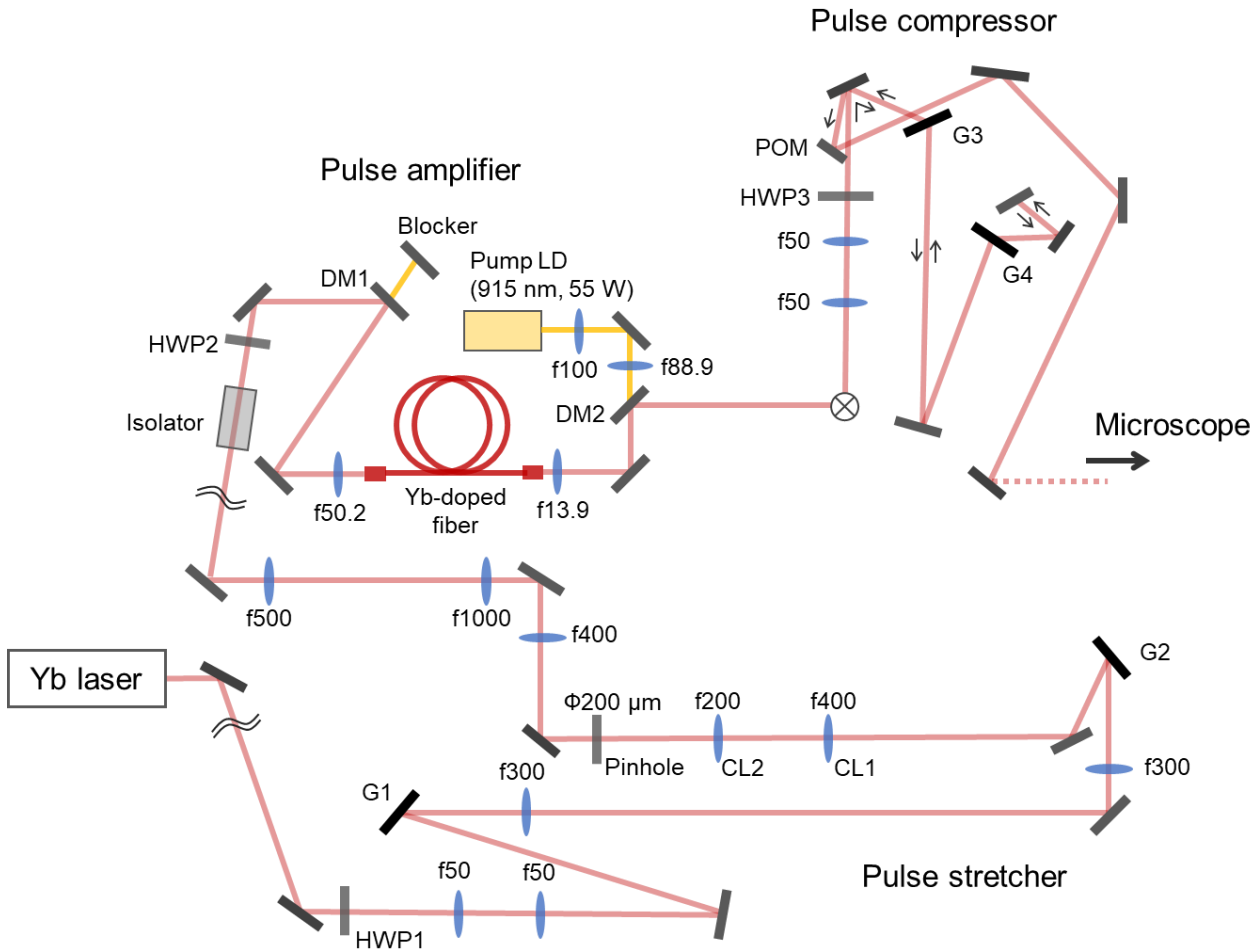 Pulse compressor
G3
POM
Pulse amplifier
HWP3
Blocker
f50
G4
Pump LD
(915 nm, 55 W)
DM1
f50
HWP2
f100
f88.9
DM2
Isolator
Microscope
f50.2
Yb-doped
fiber
f13.9
f500
f1000
f400
G2
Yb laser
Φ200 µm
f200
f400
Pinhole
CL2
CL1
f300
f300
G1
f50
f50
Pulse stretcher
HWP1